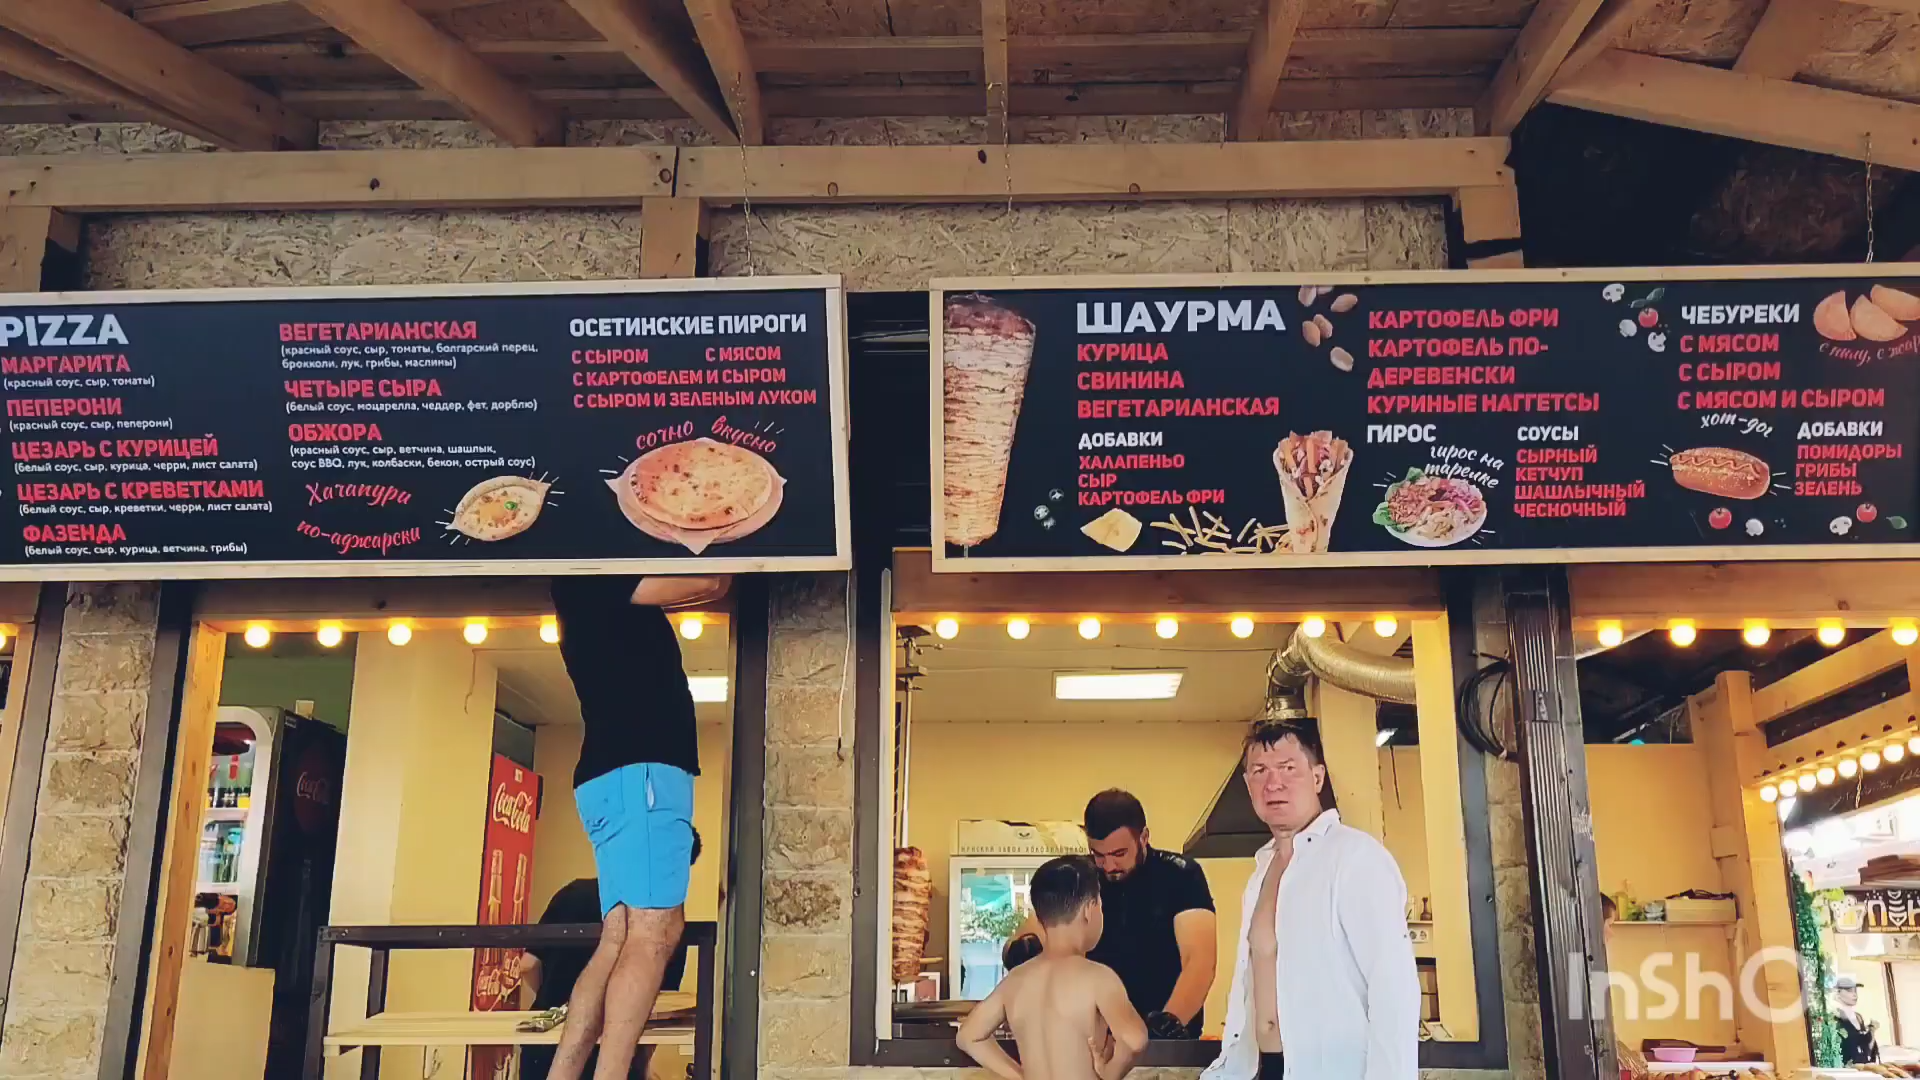 PIZZA
МАРГАРИТА
(красный соус, сыр, томаты)
ПЕПЕРОНИ
(красный соус, сыр, пеперони)
ЦЕЗАРЬ С КУРИЦЕЙ
(белый соус, сыр, курица, черри, лист салата)
ЦЕЗАРЬ С КРЕВЕТКАМИ
(белый соус, сыр, креветки, черри, лист салата)
ФАЗЕНДА
(белый соус, сыр, курица, ветчина, грибы)
ВЕГЕТАРИАНСКАЯ
(красный соус, сыр, томаты, болгарский перец,
брокколи, лук, грибы, маслины)
ЧЕТЫРЕ СЫРА
(белый соус, моцарелла, чеддер, фет, дорблю)
ОБЖОРА
(красный соус, сыр, ветчина, шашлык,
соус BBQ, лук, колбаски, бекон, острый соус)
Хачапури
по-аджарски
ОСЕТИНСКИЕ ПИРОГИ
С СЫРОМ С МЯСОМ
С КАРТОФЕЛЕМ И СЫРОМ
С СЫРОМ И ЗЕЛЕНЫМ ЛУКОМ
сочно вкусно
ШАУРМА
КУРИЦА
СВИНИНА
ВЕГЕТАРИАНСКАЯ
ДОБАВКИ
ХАЛАПЕНЬО
СЫР
КАРТОФЕЛЬ ФРИ
КАРТОФЕЛЬ ФРИ
КАРТОФЕЛЬ ПО-
ДЕРЕВЕНСКИ
КУРИНЫЕ НАГГЕТСЫ
ГИРОС
гирос на
тарелке
СОУСЫ
СЫРНЫЙ
КЕТЧУП
ШАШЛЫЧНЫЙ
ЧЕСНОЧНЫЙ
ЧЕБУРЕКИ
С МЯСОМ
С СЫРОМ
С МЯСОМ И СЫРОМ
с пылу, с жар
хот-дог
ДОБАВКИ
ПОМИДОРЫ
ГРИБЫ
ЗЕЛЕНЬ
Coca-Cola
Coca-Cola
InShO